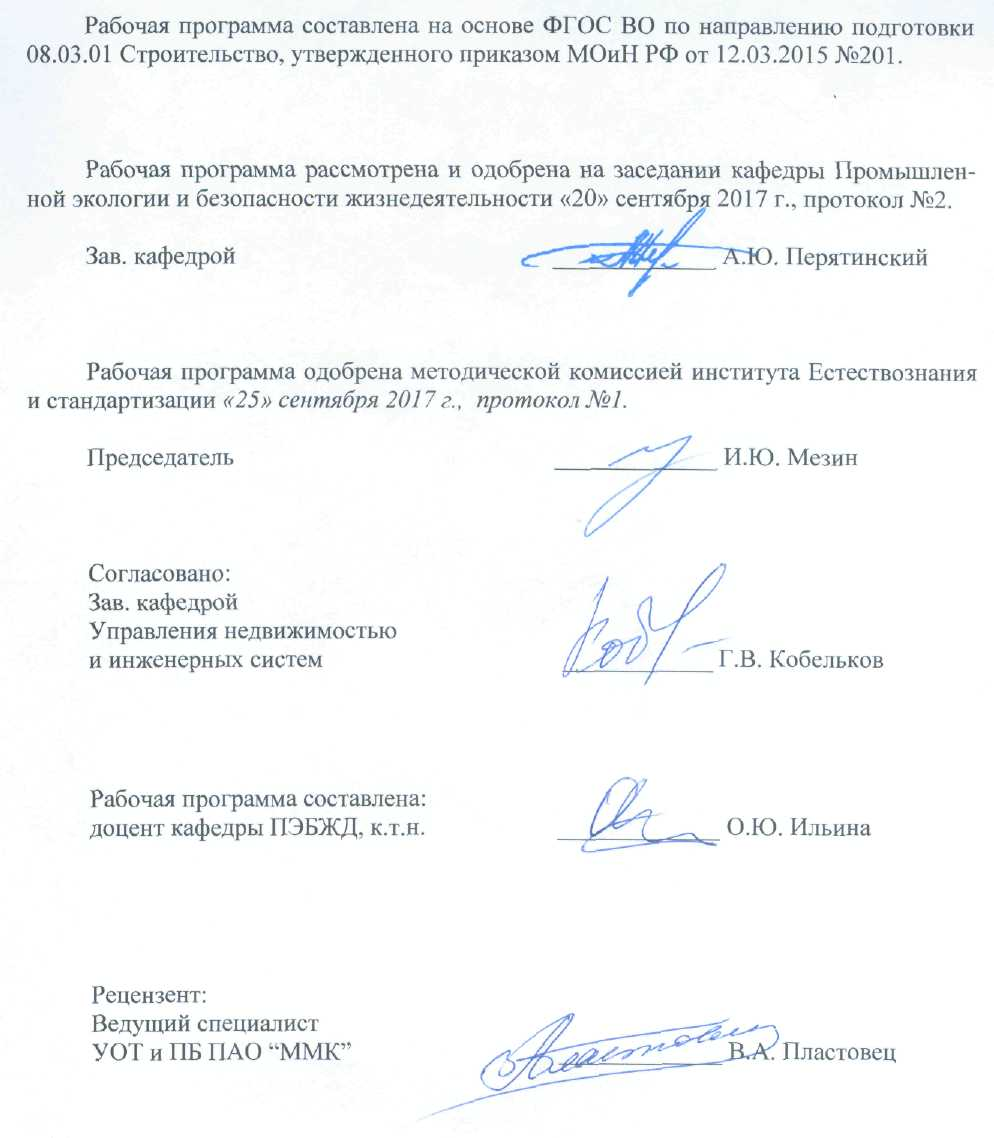 Рабочая программа составлена на основе ФГОС ВО по направлению подготовки
08.03.01 Строительство, утвержденного приказом МОиН РФ от 12.03.2015 №201.
Рабочая программа рассмотрена и одобрена на заседании кафедры Промышлен-
ной экологии и безопасности жизнедеятельности «20» сентября 2017 г., протокол №2.
Зав. кафедрой А.Ю. Перятинский
Рабочая программа одобрена методической комиссией института Естествознания
и стандартизации «25» сентября 2017 г., протокол №1.
Председатель И.Ю. Мезин
Согласовано:
Зав. кафедрой
Управления недвижимостью
и инженерных систем Г.В. Кобельков
Рабочая программа составлена:
доцент кафедры ПЭБЖД, к.т.н. О.Ю. Ильина
Рецензент:
Ведущий специалист
УОТ и ПБ ПАО “ММК” В.А. Пластовец